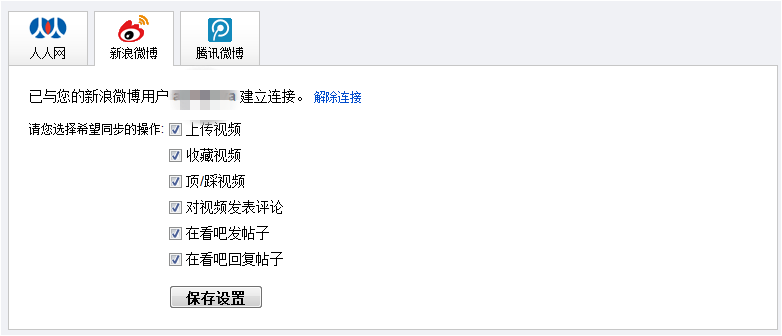 人人网
新浪微博
腾讯微博
已与您的新浪微博用户 建立连接。 解除连接
请您选择希望同步的操作: 上传视频
收藏视频
顶/踩视频
对视频发表评论
在看吧发帖子
在看吧回复帖子
保存设置